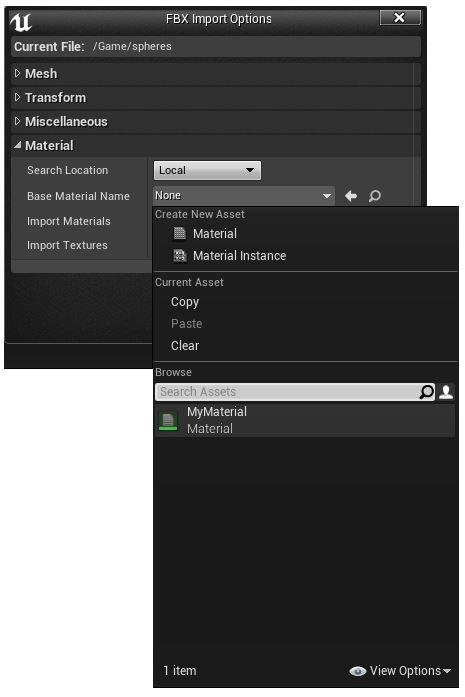 FBX Import Options
Current File: /Game/spheres
Mesh
Transform
Miscellaneous
Material
Search Location Local
Base Material Name None
Import Materials
Import Textures
Create New Asset
Material
Material Instance
Current Asset
Copy
Paste
Clear
Browse
Search Assets
MyMaterial
Material
1 item View Options